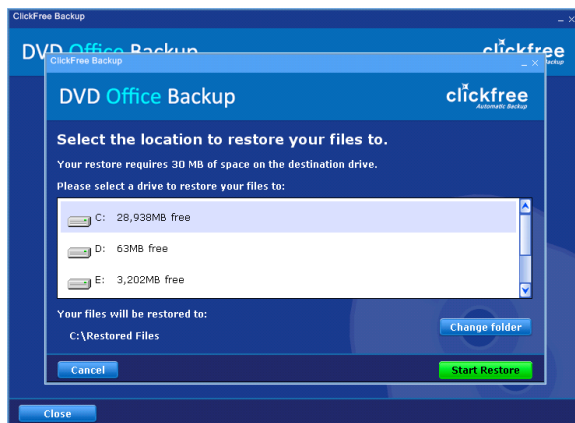 ClickFree Backup
DVD Office Backup
clickfree
ClickFree Backup
DVD Office Backup
clickfree
Automatic Backup
Select the location to restore your files to.
Your restore requires 30 MB of space on the destination drive.
Please select a drive to restore your files to:
C: 28,938MB free
D: 63MB free
E: 3,202MB free
Your files will be restored to:
C:\Restored Files
Change folder
Cancel
Start Restore
Close